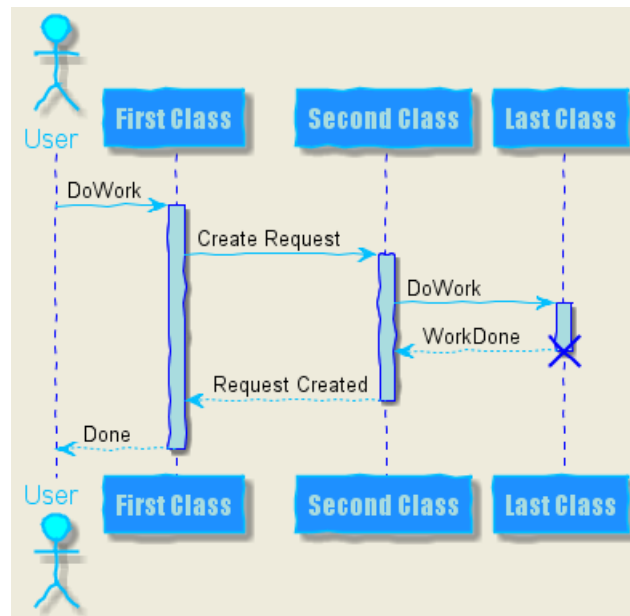 User
First Class
Second Class
Last Class
DoWork
Create Request
DoWork
WorkDone
Request Created
Done
User
First Class
Second Class
Last Class